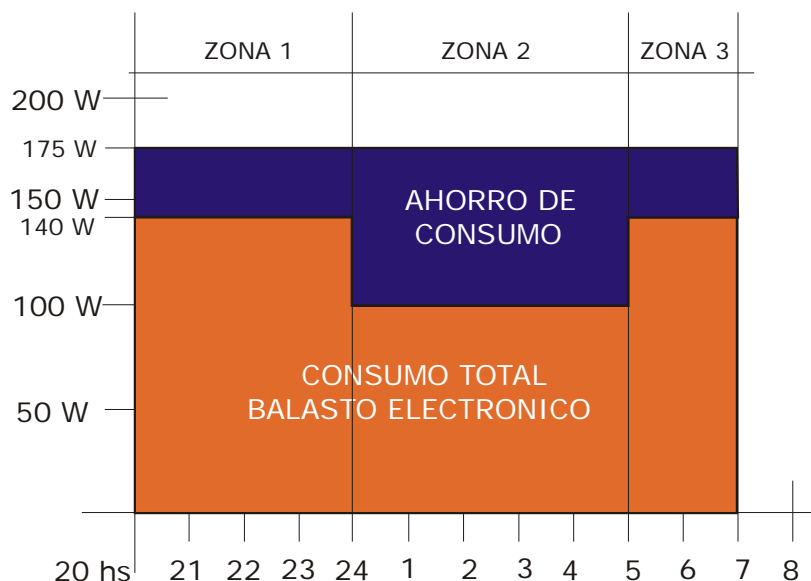 ZONA 1 ZONA 2 ZONA 3
200 W
175 W
150 W
140 W
100 W
50 W
AHORRO DE
CONSUMO
CONSUMO TOTAL
BALASTO ELECTRONICO
20 hs 21 22 23 24 1 2 3 4 5 6 7 8